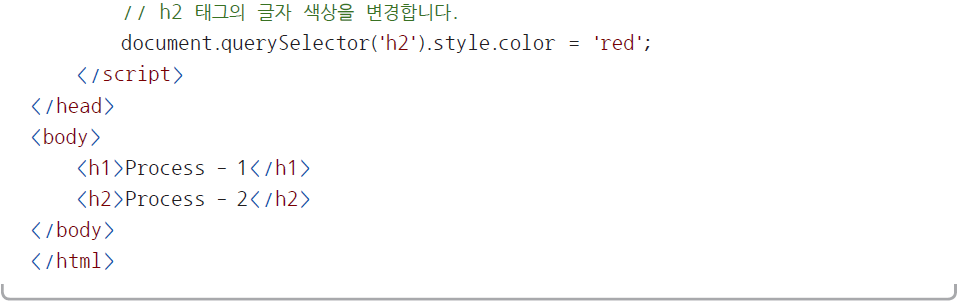 // h2 태그의 글자 색상을 변경합니다.
document.querySelector('h2').style.color = 'red';
</script>
</head>
<body>
<h1>Process - 1</h1>
<h2>Process - 2</h2>
</body>
</html>